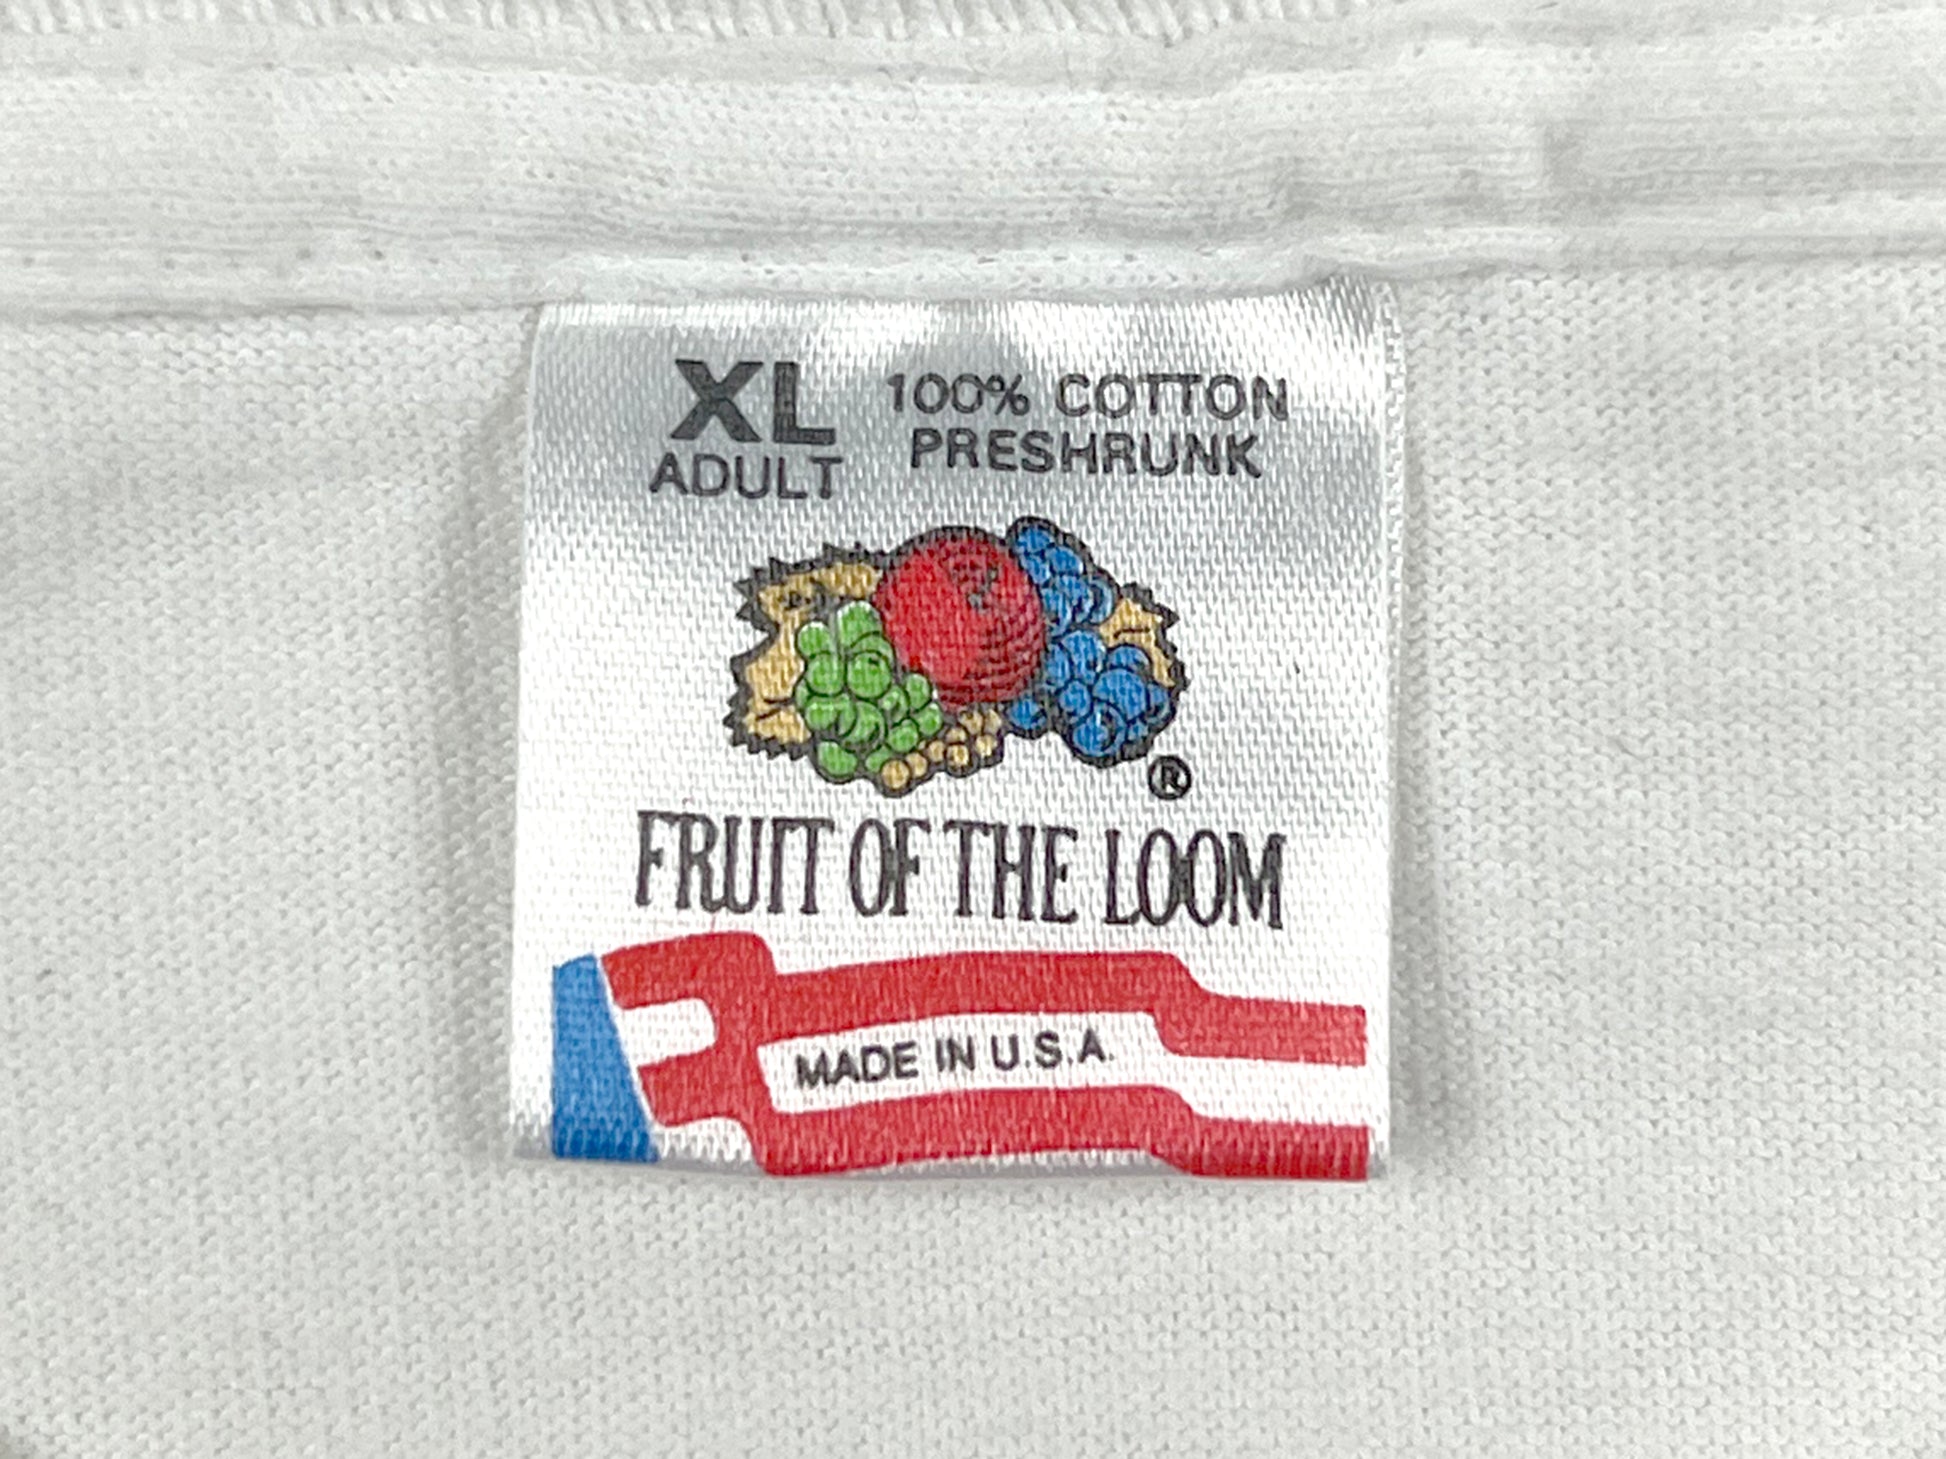 XL
ADULT
100% COTTON
PRESHRUNK
®
FRUIT OF THE LOOM
MADE IN U.S.A.